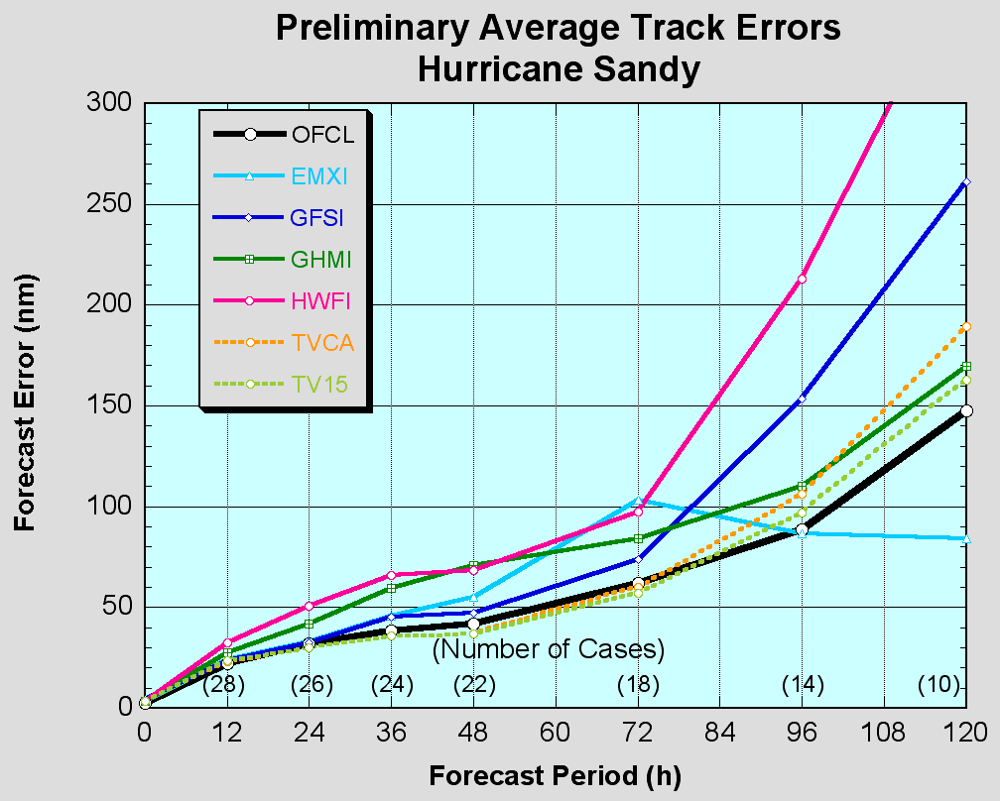 Preliminary Average Track Errors
Hurricane Sandy
300
250
200
150
100
50
0
Forecast Error (nm)
OFCL
EMXI
GFSI
GHMI
HWFI
TVCA
TV15
(Number of Cases)
(28) (26) (24) (22) (18) (14) (10)
0 12 24 36 48 60 72 84 96 108 120
Forecast Period (h)